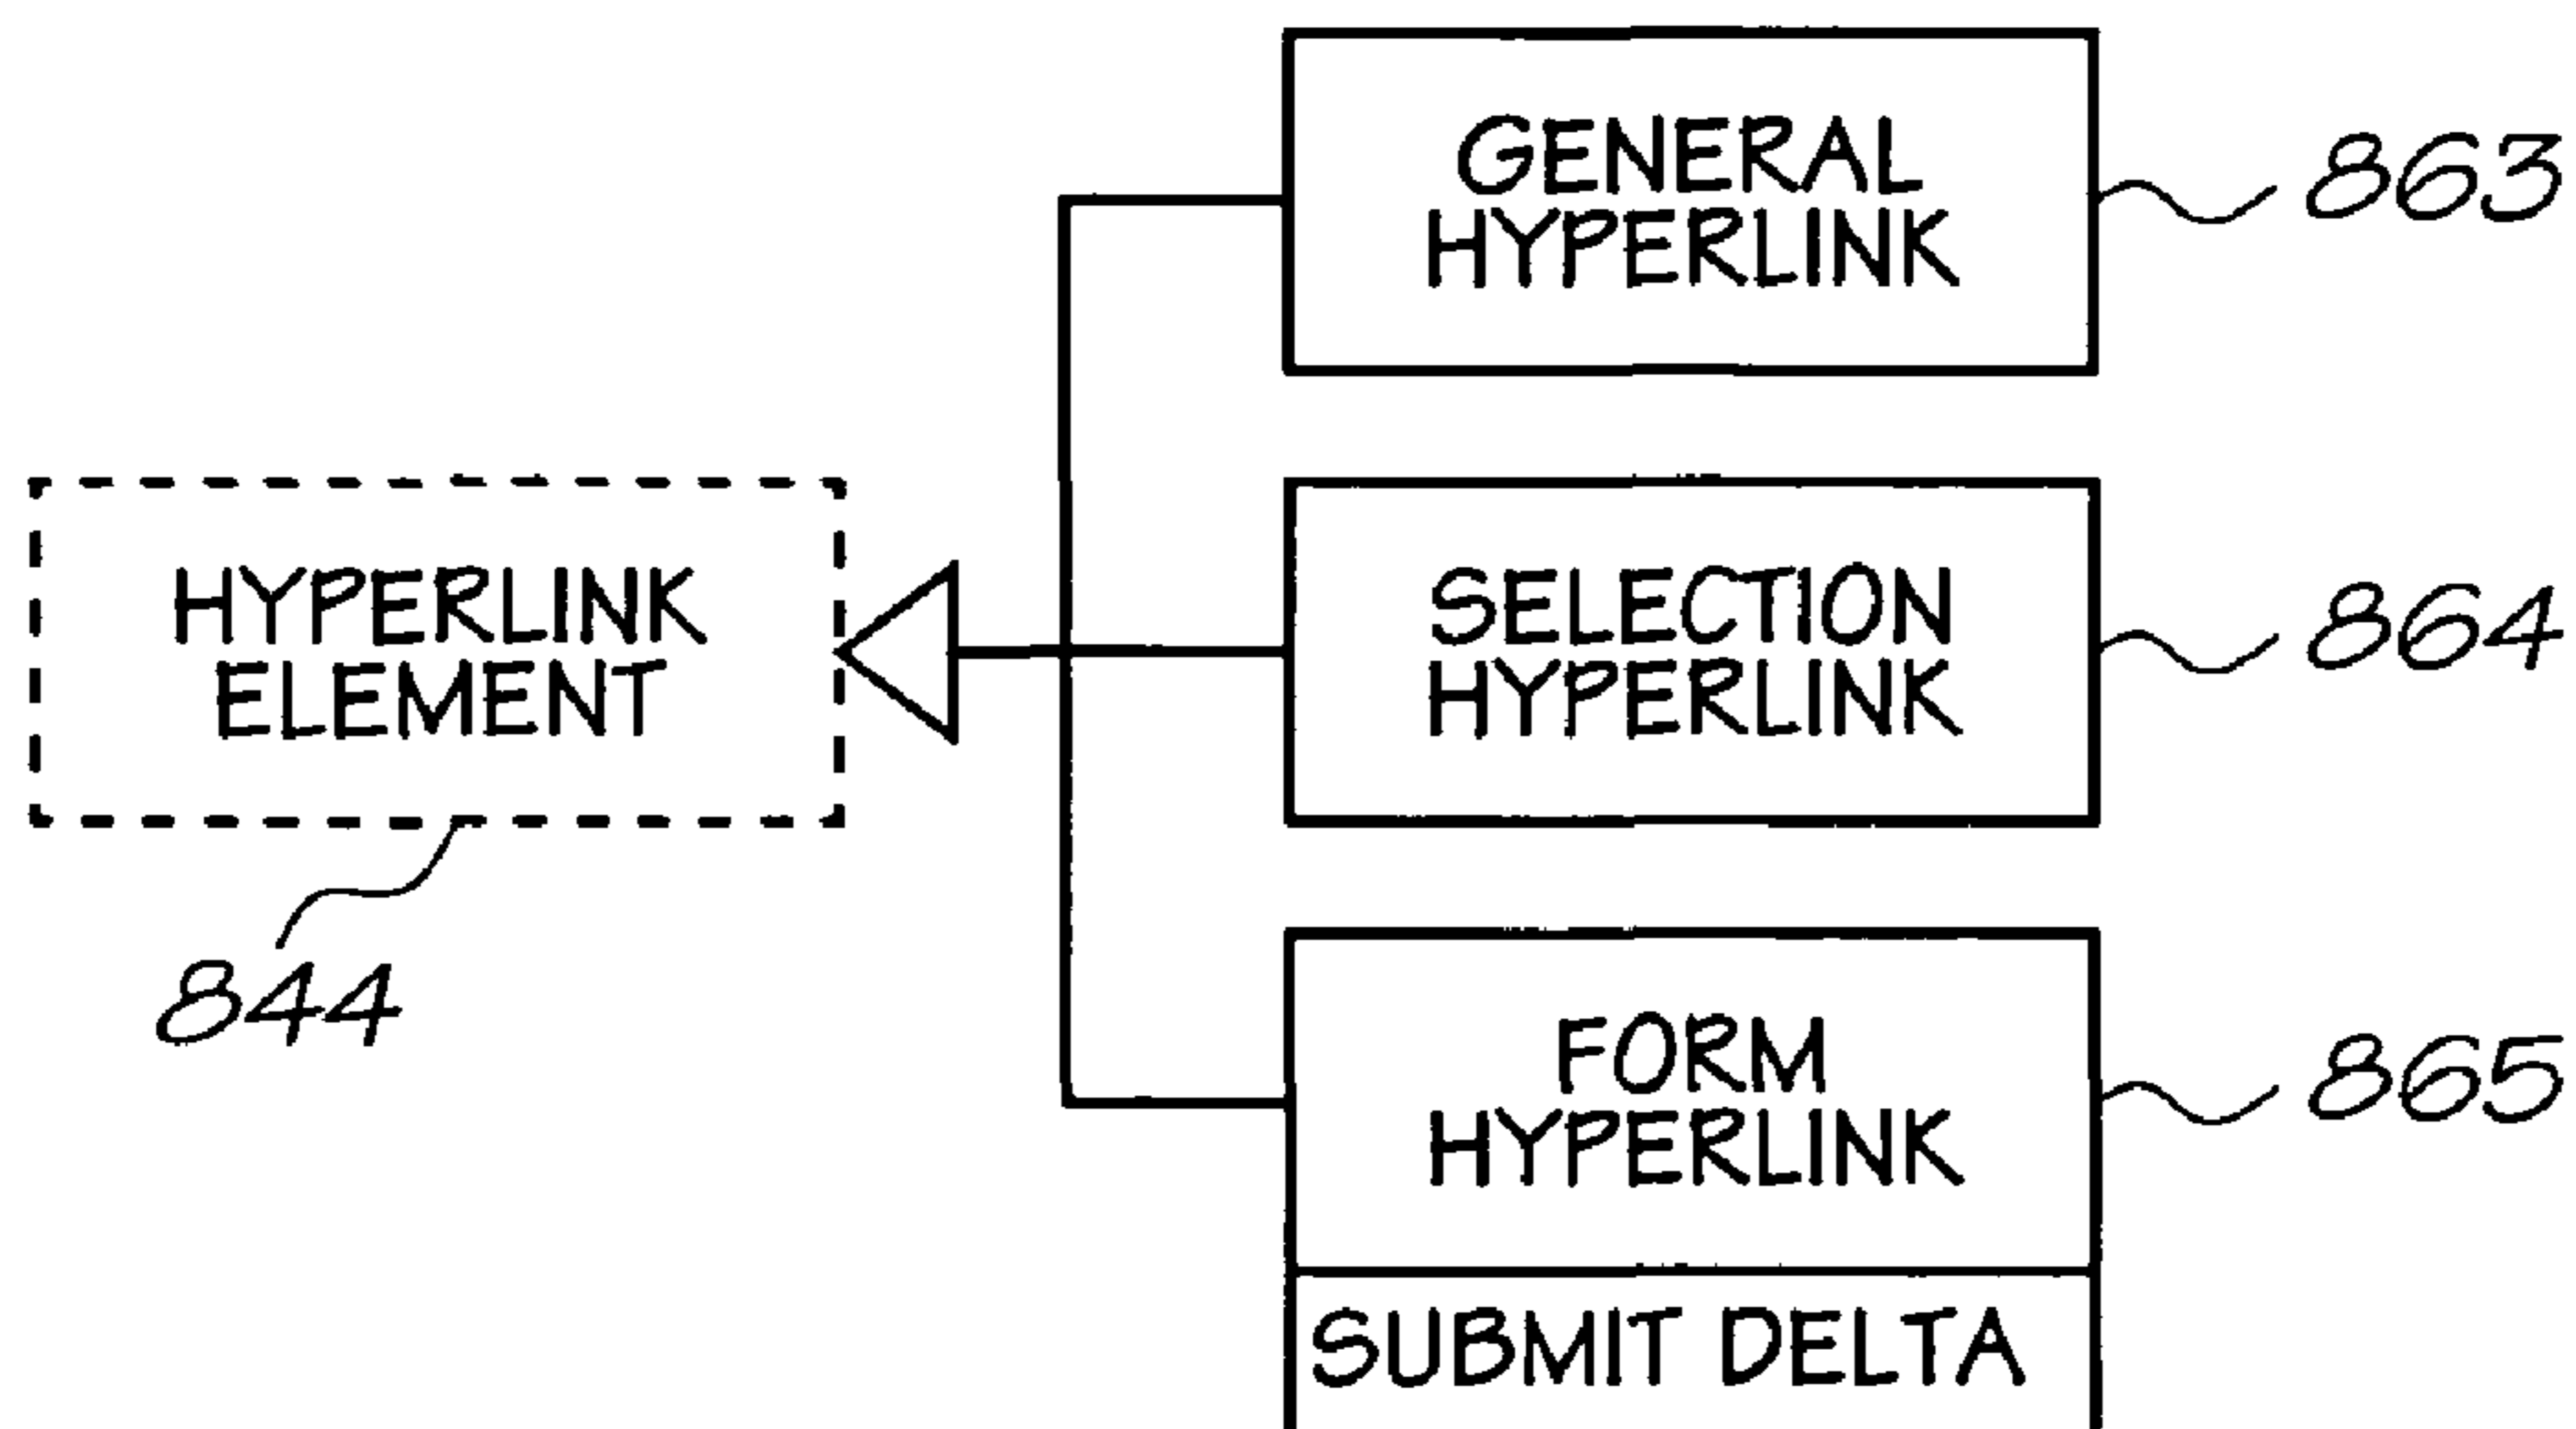 GENERAL
HYPERLINK
863
HYPERLINK
ELEMENT
844
SELECTION
HYPERLINK
864
FORM
HYPERLINK
865
SUBMIT DELTA